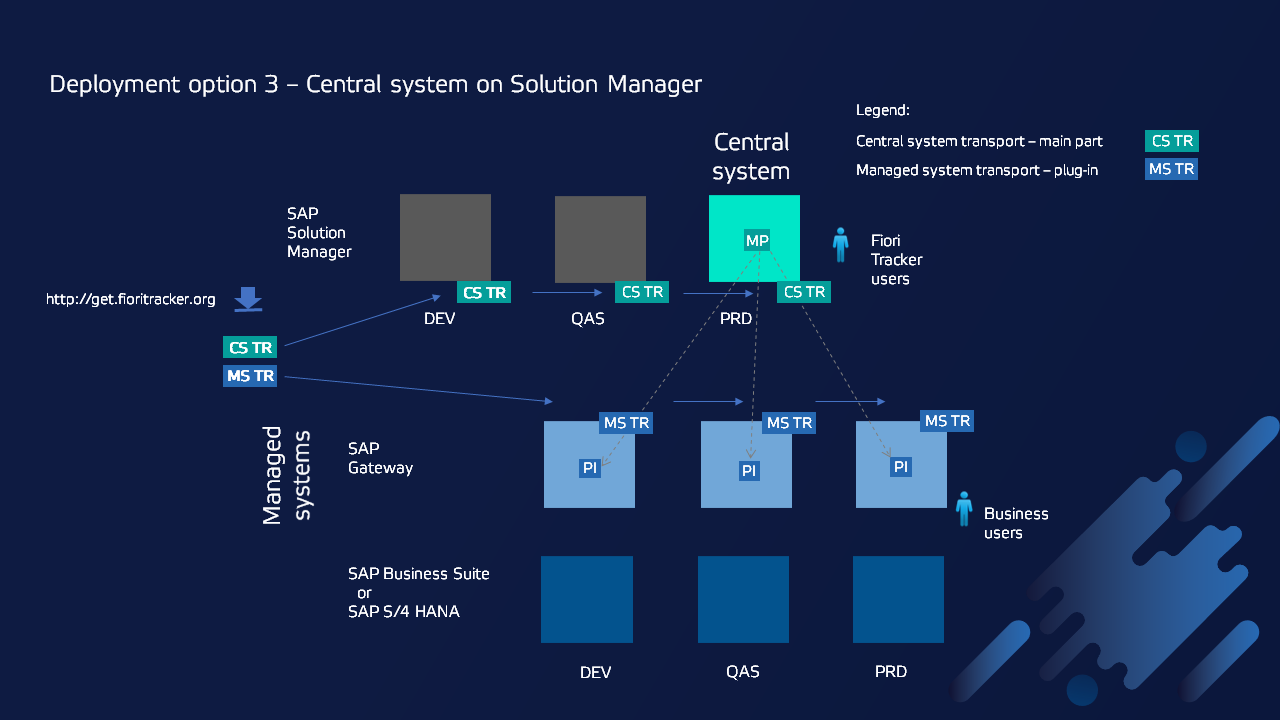 Deployment option 3 – Central system on Solution Manager
Legend:
Central system transport – main part
CS TR
Managed system transport – plug-in
MS TR
Central
system
SAP
Solution
Manager
MP
Fiori
Tracker
users
http://get.fioritracker.org
CS TR
CS TR
CS TR
DEV
QAS
PRD
CS TR
MS TR
Managed
systems
SAP
Gateway
MS TR
MS TR
MS TR
PI
PI
PI
Business
users
SAP Business Suite
or
SAP S/4 HANA
DEV
QAS
PRD